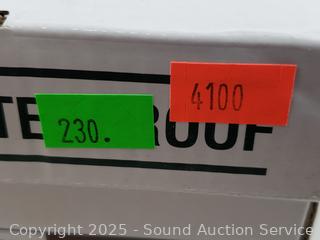 4100
230.
TE ROOF
Copyright © 2025 - Sound Auction Service